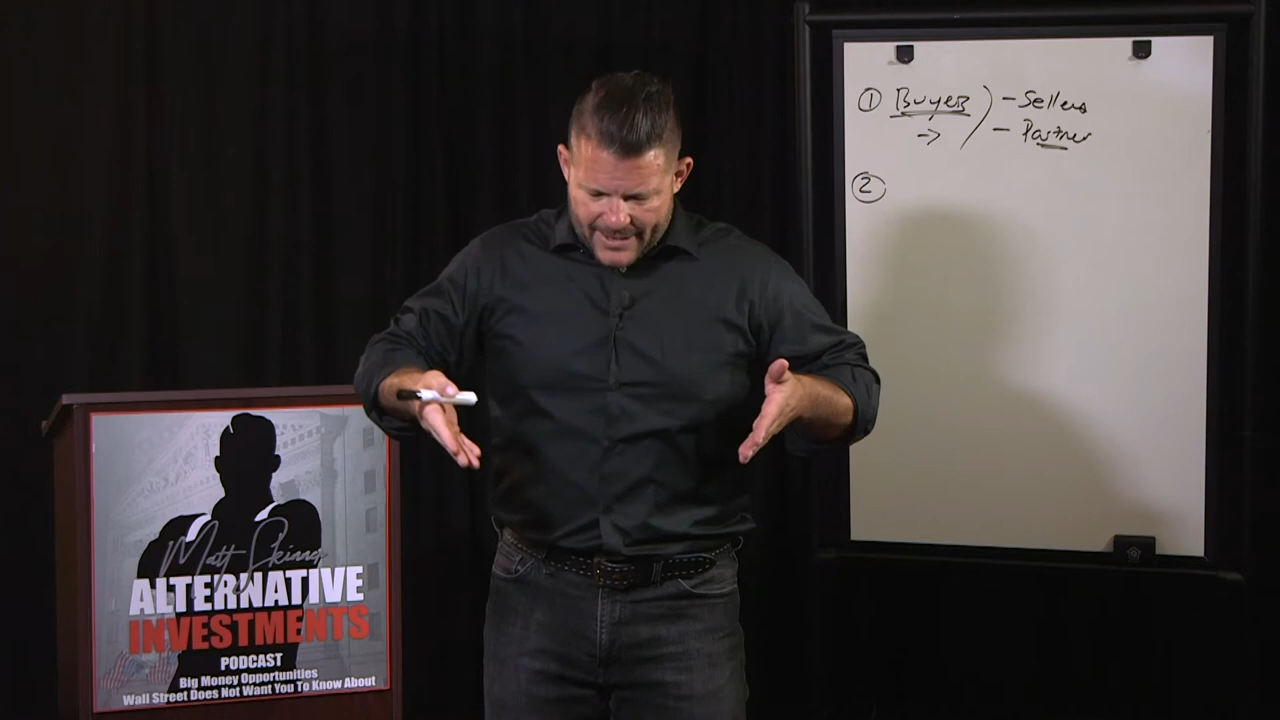 ① Buyer ) - Sellers
-> - Partner
②
Matt Skinner
ALTERNATIVE
INVESTMENTS
PODCAST
Big Money Opportunities
Wall Street Does Not Want You To Know About